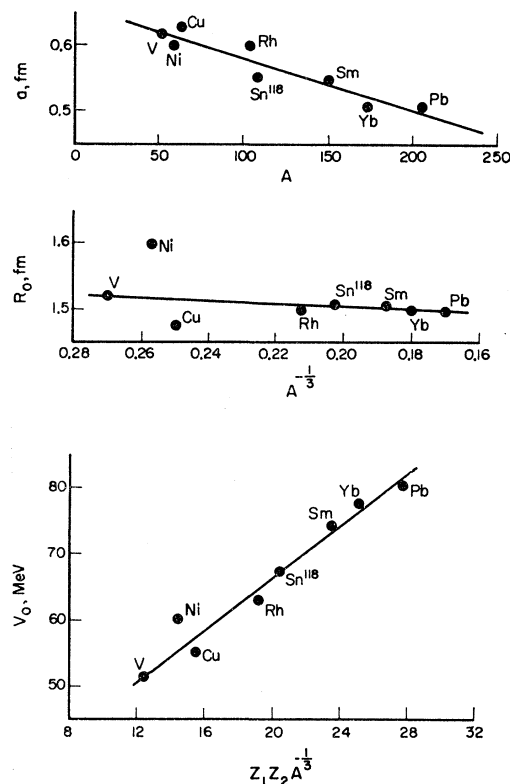 a, fm
0,6
0,5
V
Cu
Ni
Rh
Sn¹¹⁸
Sm
Yb
Pb
0 50 100 150 200 250
A
R₀, fm
1.6
1.5
V
Ni
Cu
Rh
Sn¹¹⁸
Sm
Yb
Pb
0,28 0,26 0,24 0,22 0,20 0,18 0,16
A^{-1/3}
V₀, MeV
80
70
60
50
V
Ni
Cu
Rh
Sn¹¹⁸
Sm
Yb
Pb
8 12 16 20 24 28 32
Z₁Z₂A^{-1/3}